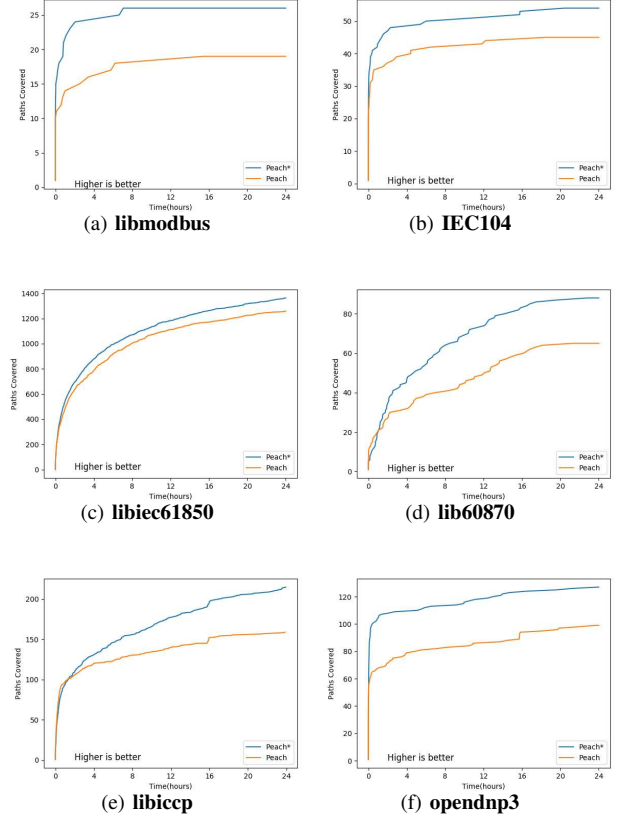 25
20
15
10
5
0
Paths Covered
Peach*
Peach
Higher is better
0 4 8 12 16 20 24
Time(hours)
(a) libmodbus
50
40
30
20
10
0
Paths Covered
Peach*
Peach
Higher is better
0 4 8 12 16 20 24
Time(hours)
(b) IEC104
1400
1200
1000
800
600
400
200
0
Paths Covered
Peach*
Peach
Higher is better
0 4 8 12 16 20 24
Time(hours)
(c) libiec61850
80
60
40
20
0
Paths Covered
Peach*
Peach
Higher is better
0 4 8 12 16 20 24
Time(hours)
(d) lib60870
200
150
100
50
0
Paths Covered
Peach*
Peach
Higher is better
0 4 8 12 16 20 24
Time(hours)
(e) libiccp
120
100
80
60
40
20
0
Paths Covered
Peach*
Peach
Higher is better
0 4 8 12 16 20 24
Time(hours)
(f) opendnp3